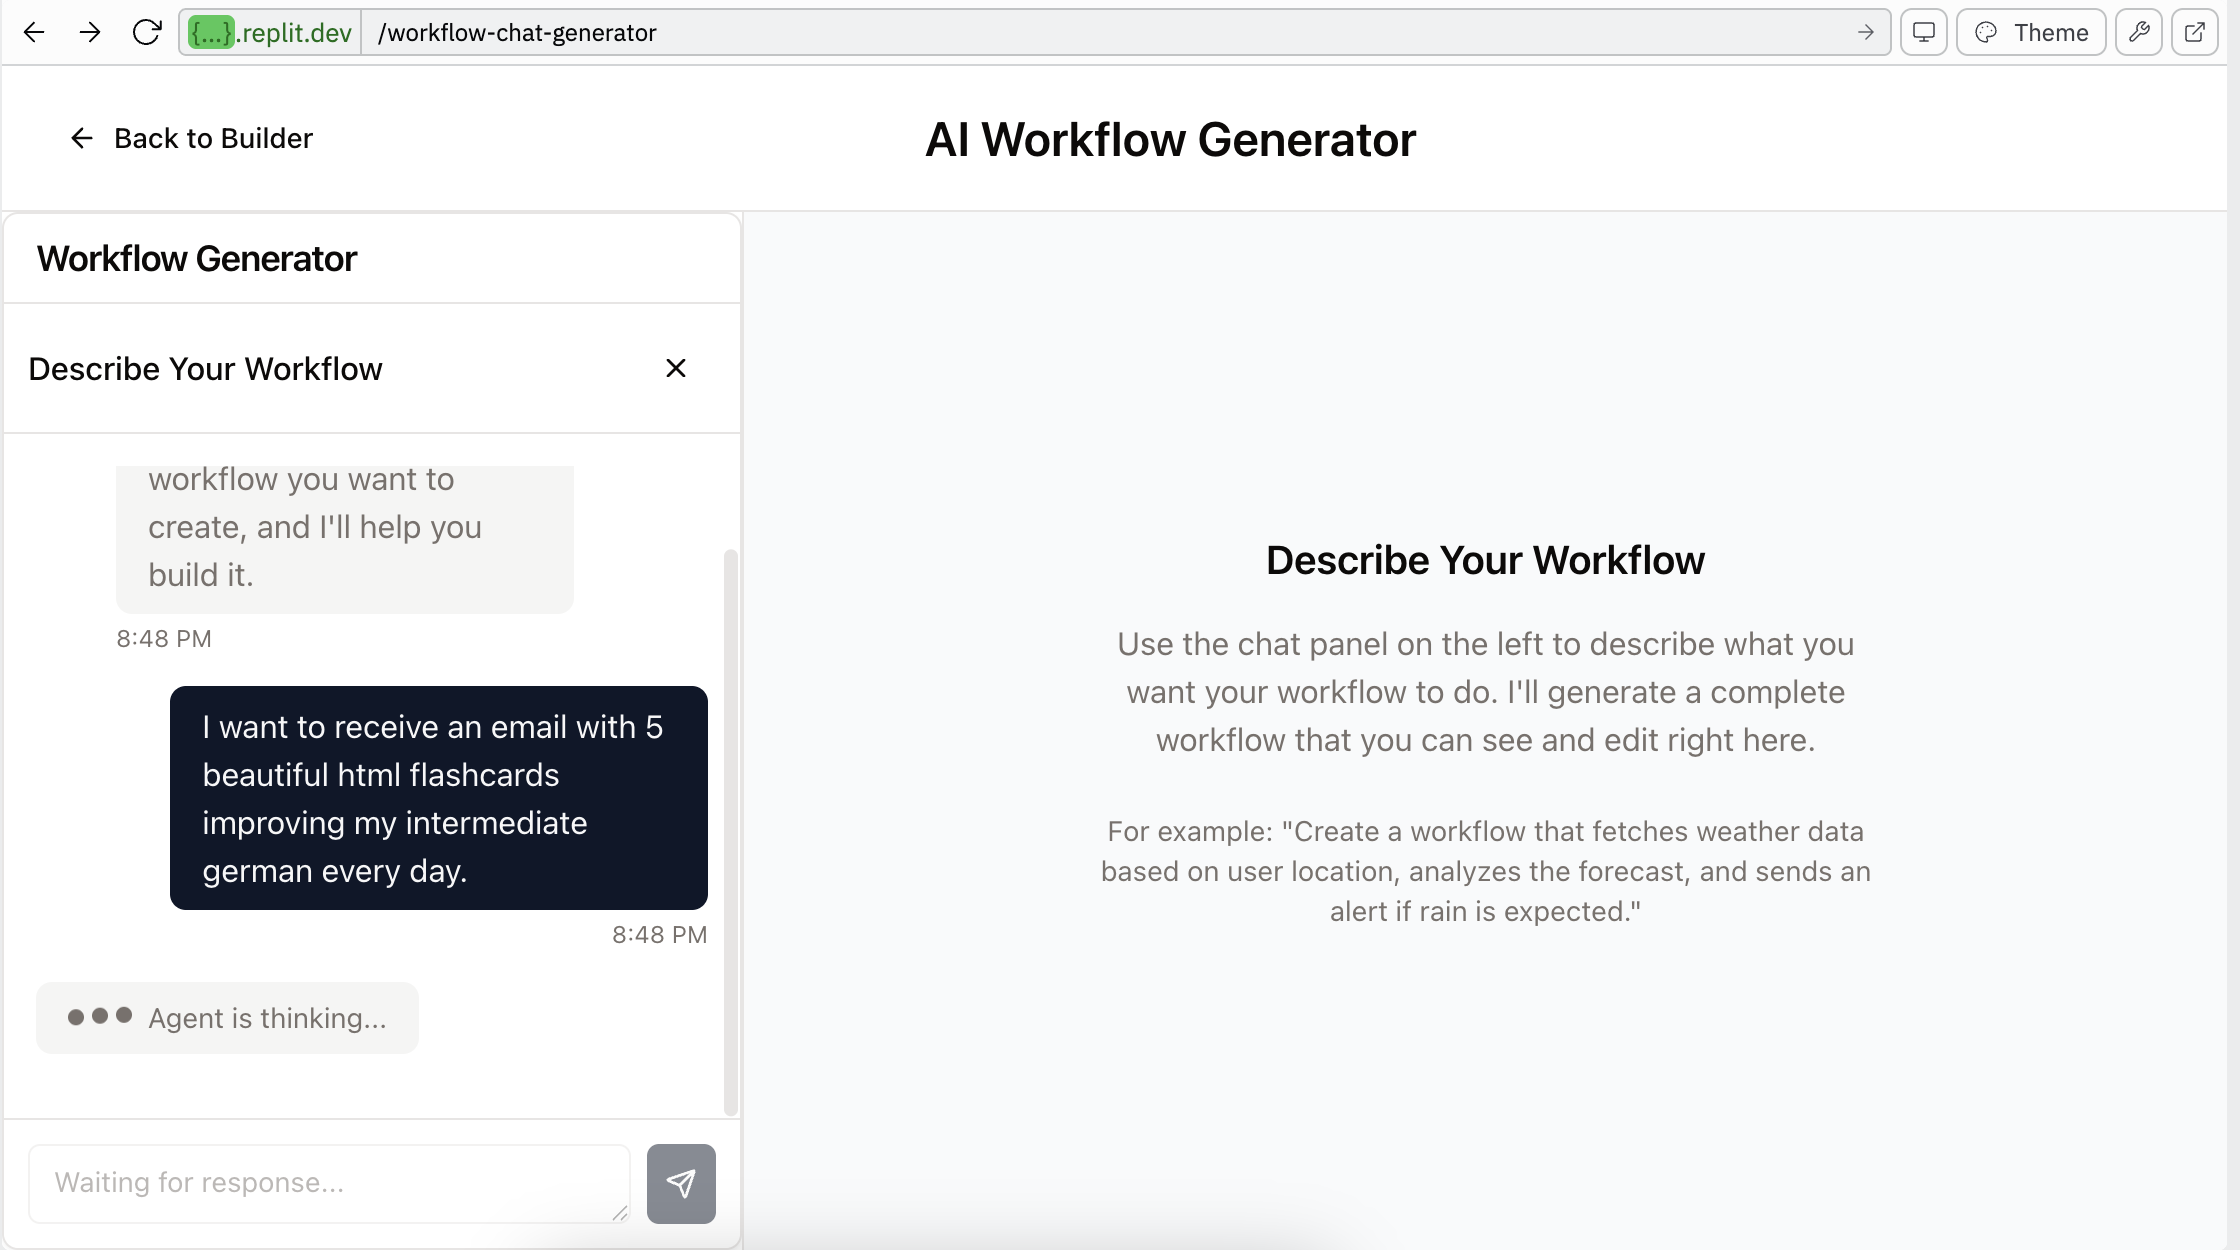 {...}.replit.dev /workflow-chat-generator
Theme
Back to Builder
AI Workflow Generator
Workflow Generator
Describe Your Workflow
workflow you want to
create, and I'll help you
build it.
8:48 PM
I want to receive an email with 5
beautiful html flashcards
improving my intermediate
german every day.
8:48 PM
Agent is thinking...
Waiting for response...
Describe Your Workflow
Use the chat panel on the left to describe what you
want your workflow to do. I'll generate a complete
workflow that you can see and edit right here.
For example: "Create a workflow that fetches weather data
based on user location, analyzes the forecast, and sends an
alert if rain is expected."